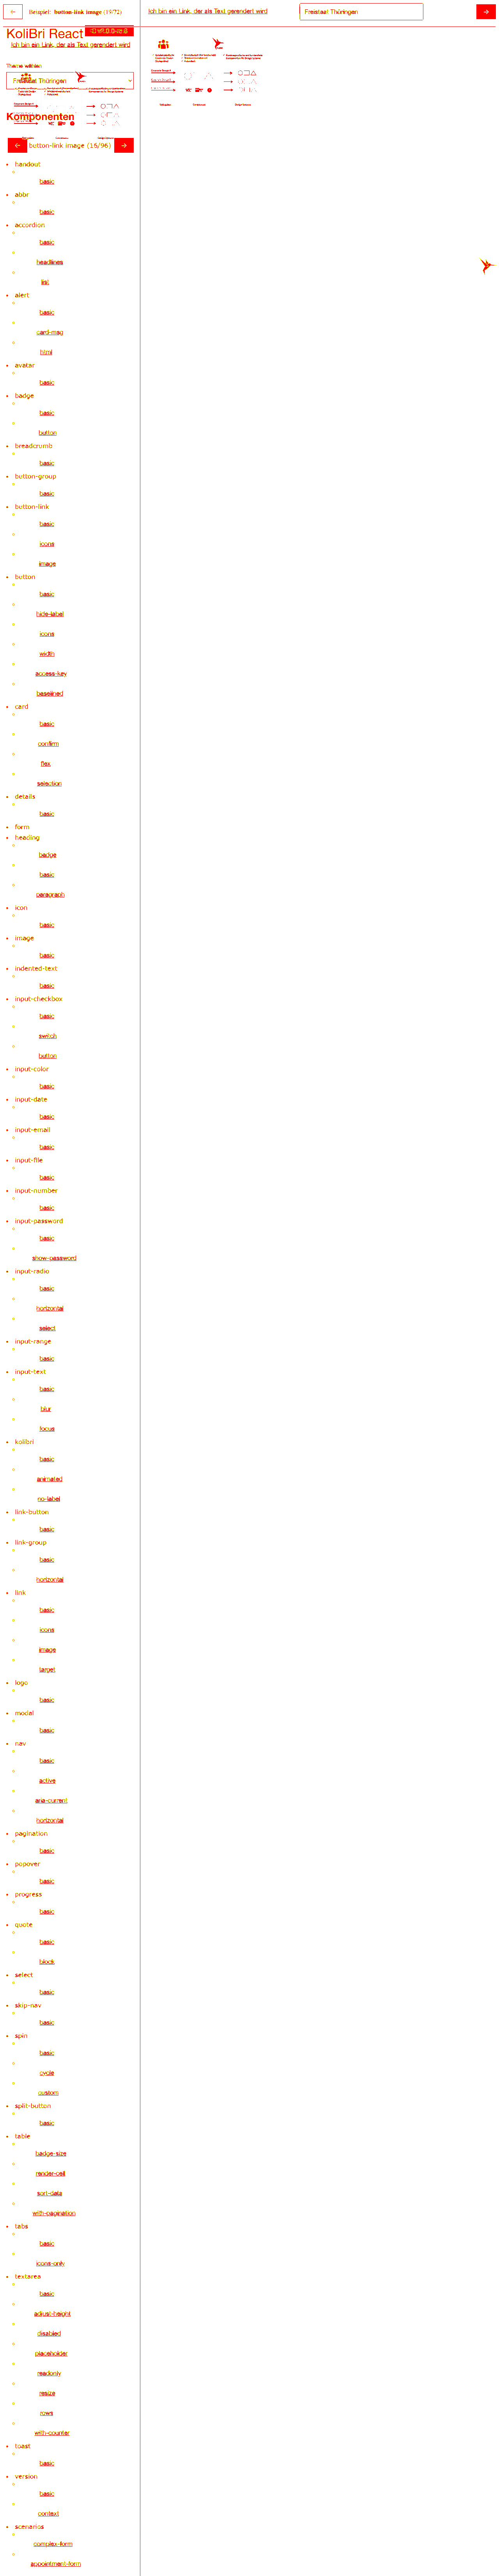 Beispiel: button-link image
Ich bin ein Link, der als Text gerendert wird
Freistaat Thüringen
KoliBri React
Ich bin ein Link, der als Text gerendert wird
Theme wählen
Freistaat Thüringen
Komponenten
button-link image (16/96)
handout
basic
abbr
basic
accordion
basic
headlines
list
alert
basic
card-msg
html
avatar
basic
badge
basic
button
breadcrumb
basic
button-group
basic
button-link
basic
icons
image
button
basic
hide-label
icons
width
access-key
baselined
card
basic
confirm
flex
selection
details
basic
form
heading
badge
basic
paragraph
icon
basic
image
basic
indented-text
basic
input-checkbox
basic
switch
button
input-color
basic
input-date
basic
input-email
basic
input-file
basic
input-number
basic
input-password
basic
show-password
input-radio
basic
horizontal
select
input-range
basic
input-text
basic
blur
focus
kolibri
basic
animated
no-label
link-button
basic
link-group
basic
horizontal
link
basic
icons
image
target
logo
basic
modal
basic
nav
basic
active
aria-current
horizontal
pagination
basic
popover
basic
progress
basic
quote
basic
block
select
basic
skip-nav
basic
spin
basic
cycle
custom
split-button
basic
table
badge-size
render-cell
sort-data
with-pagination
tabs
basic
icons-only
textarea
basic
adjust-height
disabled
placeholder
readonly
resize
rows
with-counter
toast
basic
version
basic
context
scenarios
complex-form
appointment-form